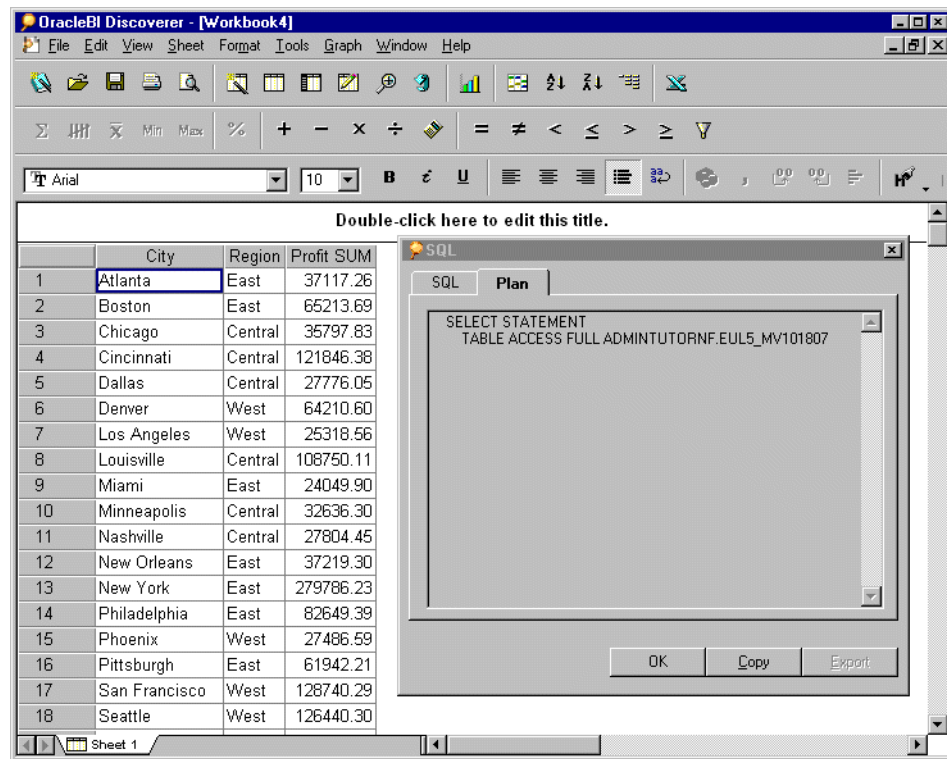 OracleBI Discoverer - [Workbook4]
File Edit View Sheet Format Tools Graph Window Help
Σ X Min Max % + − × ÷ = ≠ < ≤ > ≥
Arial 10 B i U
Double-click here to edit this title.
City Region Profit SUM
1 Atlanta East 37117.26
2 Boston East 65213.69
3 Chicago Central 35797.83
4 Cincinnati Central 121846.38
5 Dallas Central 27776.05
6 Denver West 64210.60
7 Los Angeles West 25318.56
8 Louisville Central 108750.11
9 Miami East 24049.90
10 Minneapolis Central 32636.30
11 Nashville Central 27804.45
12 New Orleans East 37219.30
13 New York East 279786.23
14 Philadelphia East 82649.39
15 Phoenix West 27486.59
16 Pittsburgh East 61942.21
17 San Francisco West 128740.29
18 Seattle West 126440.30
Sheet 1
SQL
SQL Plan
SELECT STATEMENT
TABLE ACCESS FULL ADMINTUTORNF.EUL5_MV101807
OK Copy Export